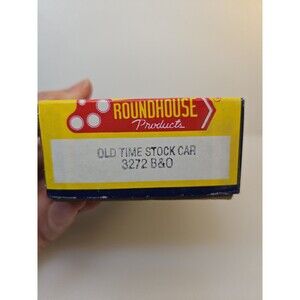 ROUNDHOUSE
Products
OLD TIME STOCK CAR
3272 B&O